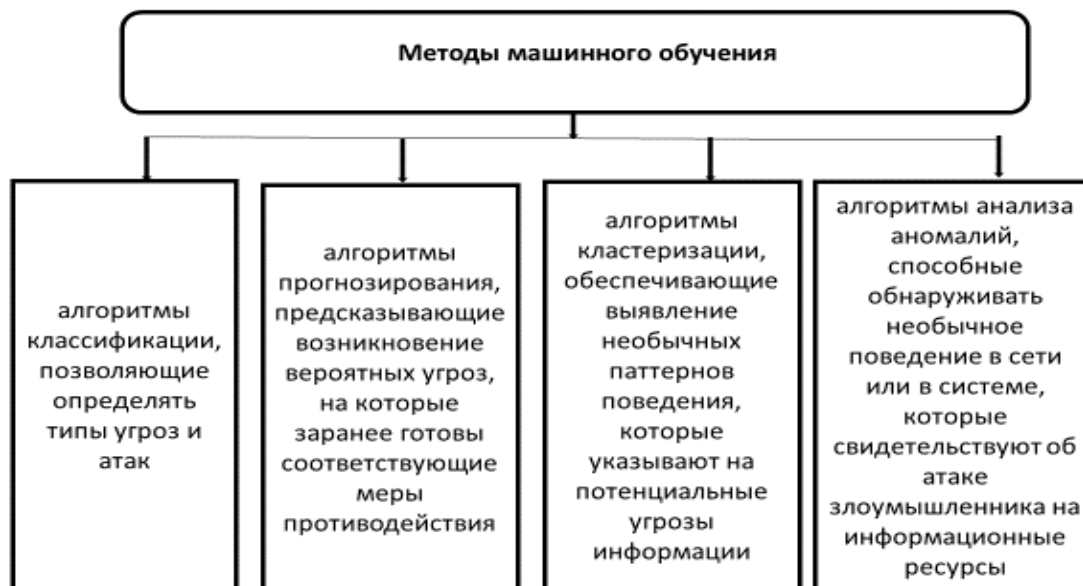 Методы машинного обучения
алгоритмы
классификации,
позволяющие
определять
типы угроз и
атак
алгоритмы
прогнозирования,
предсказывающие
возникновение
вероятных угроз,
на которые
заранее готовы
соответствующие
меры
противодействия
алгоритмы
кластеризации,
обеспечивающие
выявление
необычных
паттернов
поведения,
которые
указывают на
потенциальные
угрозы
информации
алгоритмы анализа
аномалий,
способные
обнаруживать
необычное
поведение в сети
или в системе,
которые
свидетельствуют об
атаке
злоумышленника на
информационные
ресурсы